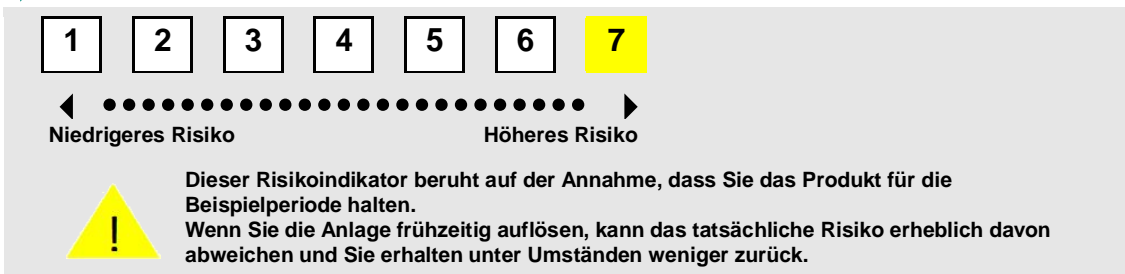 1 2 3 4 5 6 7
Niedrigeres Risiko Höheres Risiko
Dieser Risikoindikator beruht auf der Annahme, dass Sie das Produkt für die
Beispielperiode halten.
! Wenn Sie die Anlage frühzeitig auflösen, kann das tatsächliche Risiko erheblich davon
abweichen und Sie erhalten unter Umständen weniger zurück.